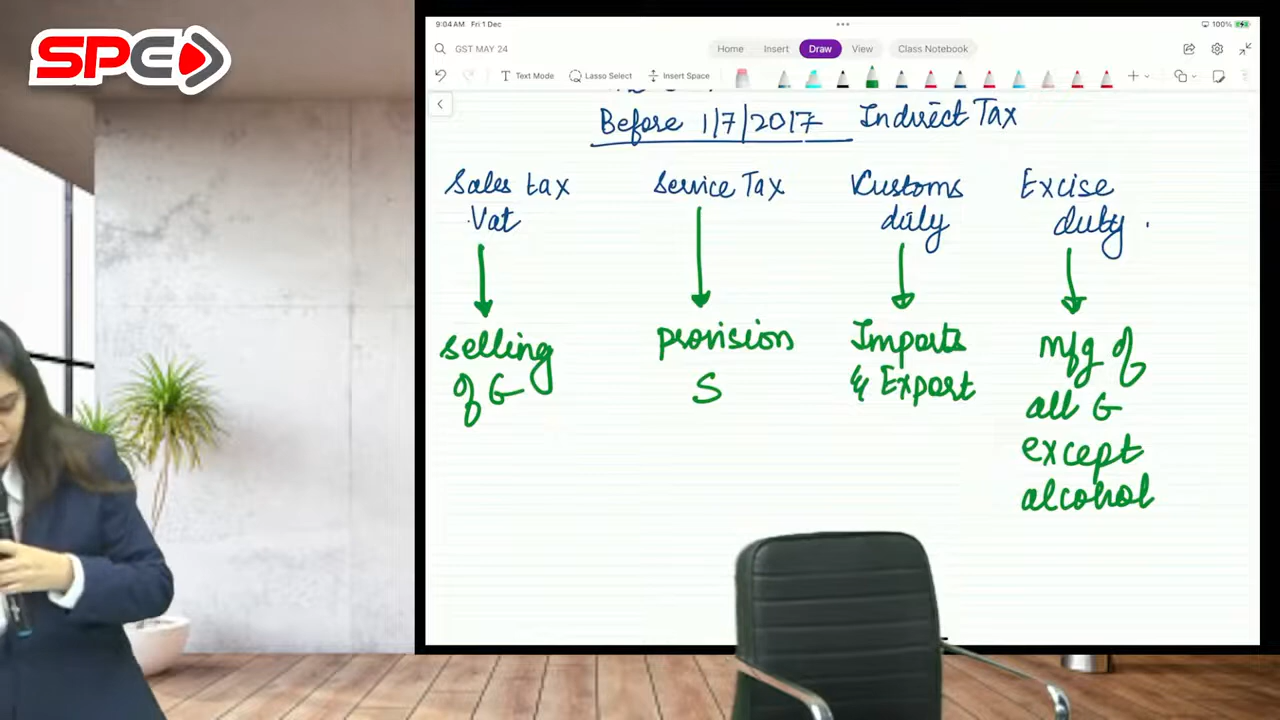 SPED
9:04 AM Fri 1 Dec
100%
GST MAY 24
Home Insert Draw View Class Notebook
Text Mode Lasso Select Insert Space
Before 1/7/2017 Indirect Tax
Sales tax
Vat
Service Tax
Customs
duty
Excise
duty
selling
of G
provision
S
Imports
& Export
mfg of
all G
except
alcohol